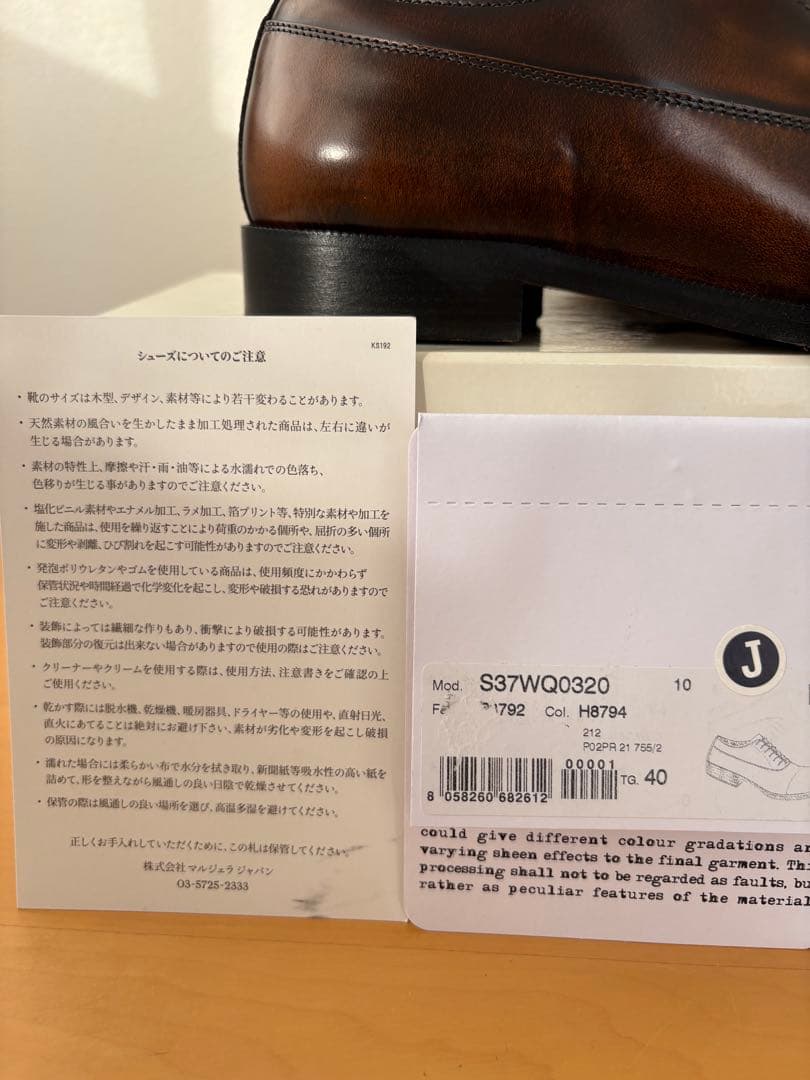 KS192
シューズについてのご注意
・靴のサイズは木型、デザイン、素材等により若干変わることがあります。
・天然素材の風合いを生かしたまま加工処理された商品は、左右に違いが
生じる場合があります。
・素材の特性上、摩擦や汗・雨・油等による水濡れでの色落ち、
色移りが生じる事がありますのでご注意ください。
・塩化ビニル素材やエナメル加工、ラメ加工、箔プリント等、特別な素材や加工を
施した商品は、使用を繰り返すことにより荷重のかかる個所や、屈折の多い個所
に変形や剥離、ひび割れを起こす可能性がありますのでご注意ください。
・発泡ポリウレタンやゴムを使用している商品は、使用頻度にかかわらず
保管状況や時間経過で化学変化を起こし、変形や破損する恐れがありますので
ご注意ください。
・装飾によっては繊細な作りもあり、衝撃により破損する可能性があります。
装飾部分の復元は出来ない場合がありますので使用の際はご注意ください。
・クリーナーやクリームを使用する際は、使用方法、注意書きをご確認の上
ご使用ください。
・乾かす際には脱水機、乾燥機、暖房器具、ドライヤー等の使用や、直射日光、
直火にあてることは絶対にお避け下さい、素材が劣化や変形を起こし破損
の原因になります。
・濡れた場合には柔らかい布で水分を拭き取り、新聞紙等吸水性の高い紙を
詰めて、形を整えながら風通しの良い日陰で乾燥させてください。
・保管の際は風通しの良い場所を選び、高温多湿を避けてください。
正しくお手入れしていただくために、この札は保管してください。
株式会社 マルジェラ ジャパン
03-5725-2333
J
Mod. S37WQ0320 10
Col. H8794
212
P02PR 21 755/2
00001
TG. 40
8 058260 682612
could give different colour gradations
varying sheen effects to the final garment.
processing shall not to be regarded as faults,
rather as peculiar features of the material